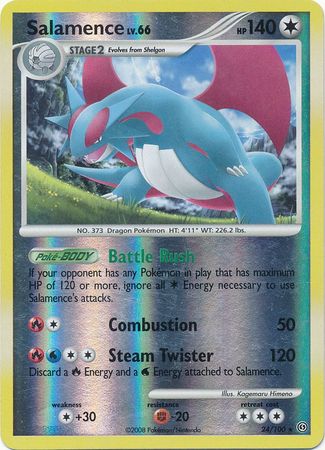 Salamence LV.66 HP 140
STAGE2 Evolves from Shelgon
NO. 373 Dragon Pokémon HT: 4'11" WT: 226.2 lbs.
Poké-BODY Battle Rush
If your opponent has any Pokémon in play that has maximum
HP of 120 or more, ignore all Energy necessary to use
Salamence's attacks.
Combustion 50
Steam Twister 120
Discard a Energy and a Energy attached to Salamence.
Illus. Kagemaru Himeno
weakness resistance retreat cost
+30 -20
©2008 Pokémon/Nintendo 24/100 ★